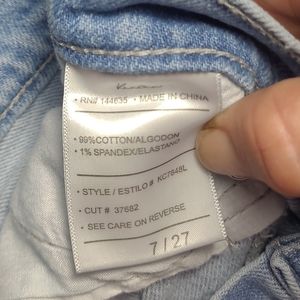 • RN# 144635 • MADE IN CHINA
• 99%COTTON/ALGODON
• 1% SPANDEX/ELASTANO
• STYLE / ESTILO # KC7848L
• CUT # 37682
• SEE CARE ON REVERSE
7 / 27